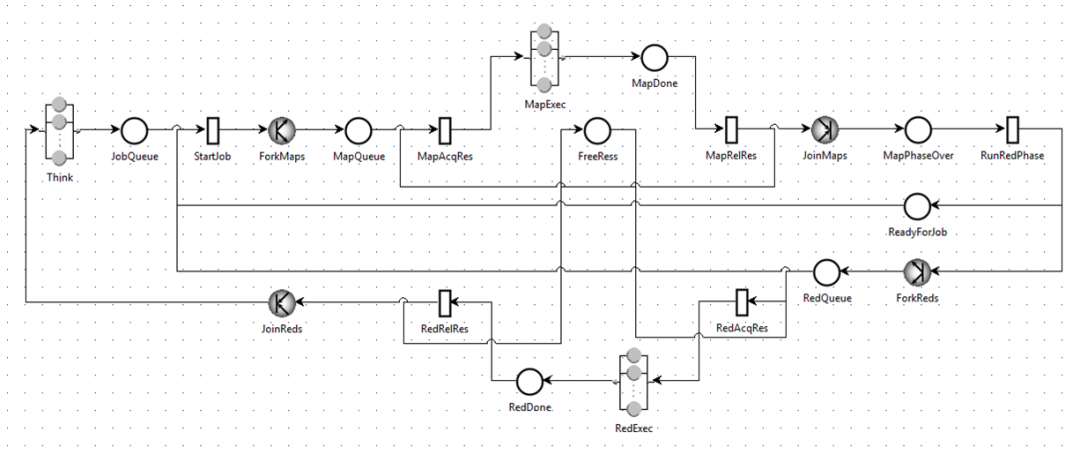 MapExec
MapDone
Think
JobQueue
StartJob
ForkMaps
MapQueue
MapAcqRes
FreeRess
MapRelRes
JoinMaps
MapPhaseOver
RunRedPhase
ReadyForJob
JoinReds
RedRelRes
RedAcqRes
RedQueue
ForkReds
RedDone
RedExec